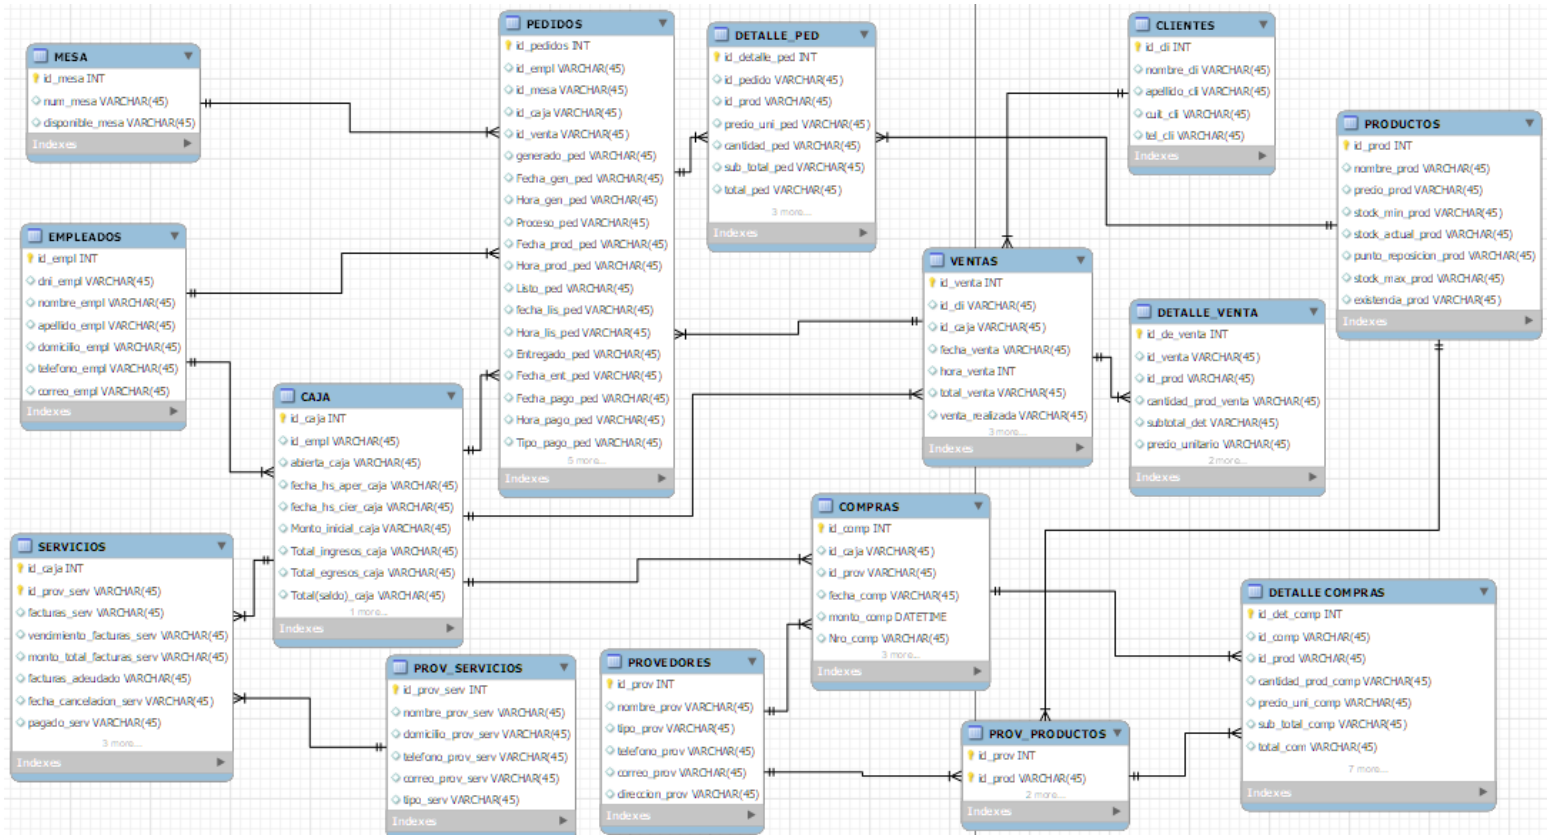 MESA
id_mesa INT
num_mesa VARCHAR(45)
disponible_mesa VARCHAR(45)
Indexes
EMPLEADOS
id_empl INT
dni_empl VARCHAR(45)
nombre_empl VARCHAR(45)
apellido_empl VARCHAR(45)
domicilio_empl VARCHAR(45)
telefono_empl VARCHAR(45)
correo_empl VARCHAR(45)
Indexes
CAJA
id_caja INT
id_empl VARCHAR(45)
abierta_caja VARCHAR(45)
fecha_hs_aper_caja VARCHAR(45)
fecha_hs_cier_caja VARCHAR(45)
Monto_inicial_caja VARCHAR(45)
Total_ingresos_caja VARCHAR(45)
Total_egresos_caja VARCHAR(45)
Total(saldo)_caja VARCHAR(45)
1 more...
Indexes
SERVICIOS
id_caja INT
id_prov_serv INT
facturas_serv VARCHAR(45)
vencimiento_facturas_serv VARCHAR(45)
monto_total_facturas_serv VARCHAR(45)
facturas_adeudado VARCHAR(45)
fecha_cancelacion_serv VARCHAR(45)
pagado_serv VARCHAR(45)
3 more...
Indexes
PROV_SERVICIOS
id_prov_serv INT
nombre_prov_serv VARCHAR(45)
domicilio_prov_serv VARCHAR(45)
telefono_prov_serv VARCHAR(45)
correo_prov_serv VARCHAR(45)
tipo_serv VARCHAR(45)
Indexes
PEDIDOS
id_pedidos INT
id_empl VARCHAR(45)
id_mesa VARCHAR(45)
id_caja VARCHAR(45)
id_venta VARCHAR(45)
generado_ped VARCHAR(45)
Fecha_gen_ped VARCHAR(45)
Hora_gen_ped VARCHAR(45)
Proceso_ped VARCHAR(45)
Fecha_prod_ped VARCHAR(45)
Hora_prod_ped VARCHAR(45)
Listo_ped VARCHAR(45)
fecha_lis_ped VARCHAR(45)
Hora_lis_ped VARCHAR(45)
Entregado_ped VARCHAR(45)
Fecha_ent_ped VARCHAR(45)
Fecha_pago_ped VARCHAR(45)
Hora_pago_ped VARCHAR(45)
Tipo_pago_ped VARCHAR(45)
5 more...
Indexes
DETALLE_PED
id_detalle_ped INT
id_pedido VARCHAR(45)
id_prod VARCHAR(45)
precio_uni_ped VARCHAR(45)
cantidad_ped VARCHAR(45)
sub_total_ped VARCHAR(45)
total_ped VARCHAR(45)
3 more...
Indexes
CLIENTES
id_di INT
nombre_di VARCHAR(45)
apellido_cli VARCHAR(45)
cuit_cli VARCHAR(45)
tel_cli VARCHAR(45)
Indexes
PRODUCTOS
id_prod INT
nombre_prod VARCHAR(45)
precio_prod VARCHAR(45)
stock_min_prod VARCHAR(45)
stock_actual_prod VARCHAR(45)
punto_reposicion_prod VARCHAR(45)
stock_max_prod VARCHAR(45)
existencia_prod VARCHAR(45)
Indexes
VENTAS
id_venta INT
id_di VARCHAR(45)
id_caja VARCHAR(45)
fecha_venta VARCHAR(45)
hora_venta INT
total_venta VARCHAR(45)
venta_realizada VARCHAR(45)
3 more...
Indexes
DETALLE_VENTA
id_de_venta INT
id_venta VARCHAR(45)
id_prod VARCHAR(45)
cantidad_prod_venta VARCHAR(45)
subtotal_det VARCHAR(45)
precio_unitario VARCHAR(45)
2 more...
Indexes
COMPRAS
id_comp INT
id_caja VARCHAR(45)
id_prov VARCHAR(45)
fecha_comp VARCHAR(45)
monto_comp DATETIME
Nro_comp VARCHAR(45)
3 more...
Indexes
PROVEDORES
id_prov INT
nombre_prov VARCHAR(45)
tipo_prov VARCHAR(45)
telefono_prov VARCHAR(45)
correo_prov VARCHAR(45)
direccion_prov VARCHAR(45)
Indexes
PROV_PRODUCTOS
id_prov INT
id_prod VARCHAR(45)
2 more...
Indexes
DETALLE COMPRAS
id_det_comp INT
id_comp VARCHAR(45)
id_prod VARCHAR(45)
cantidad_prod_comp VARCHAR(45)
precio_uni_comp VARCHAR(45)
sub_total_comp VARCHAR(45)
total_com VARCHAR(45)
7 more...
Indexes